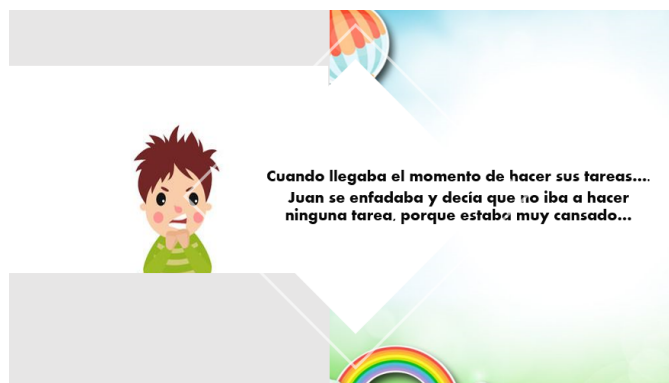 Cuando llegaba el momento de hacer sus tareas....
Juan se enfadaba y decía que no iba a hacer
ninguna tarea, porque estaba muy cansado...